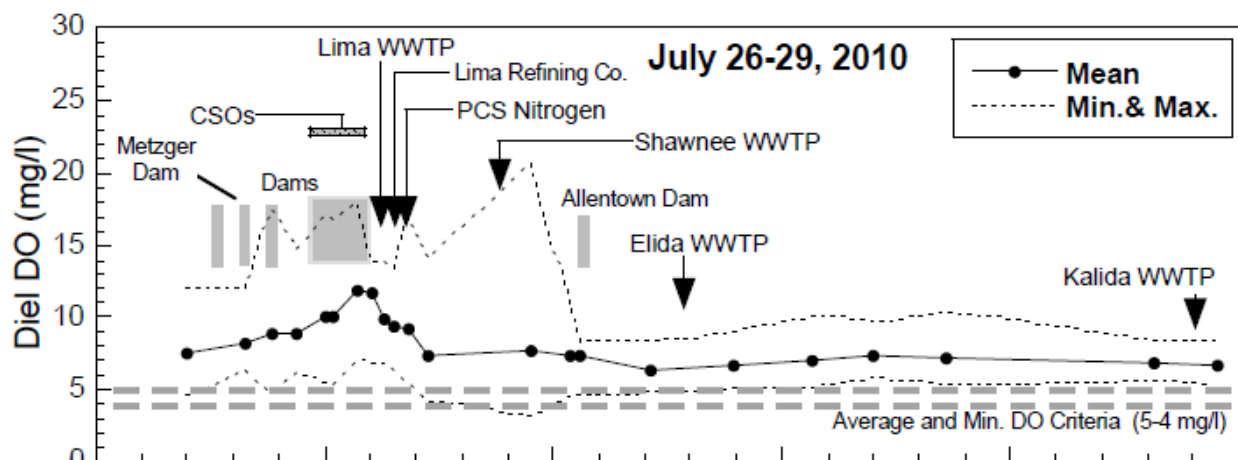 30
25
20
15
10
5
0
Diel DO (mg/l)
July 26-29, 2010
Mean
Min.& Max.
Lima WWTP
Lima Refining Co.
PCS Nitrogen
CSOs
Shawnee WWTP
Metzger
Dam
Dams
Allentown Dam
Elida WWTP
Kalida WWTP
Average and Min. DO Criteria (5-4 mg/l)